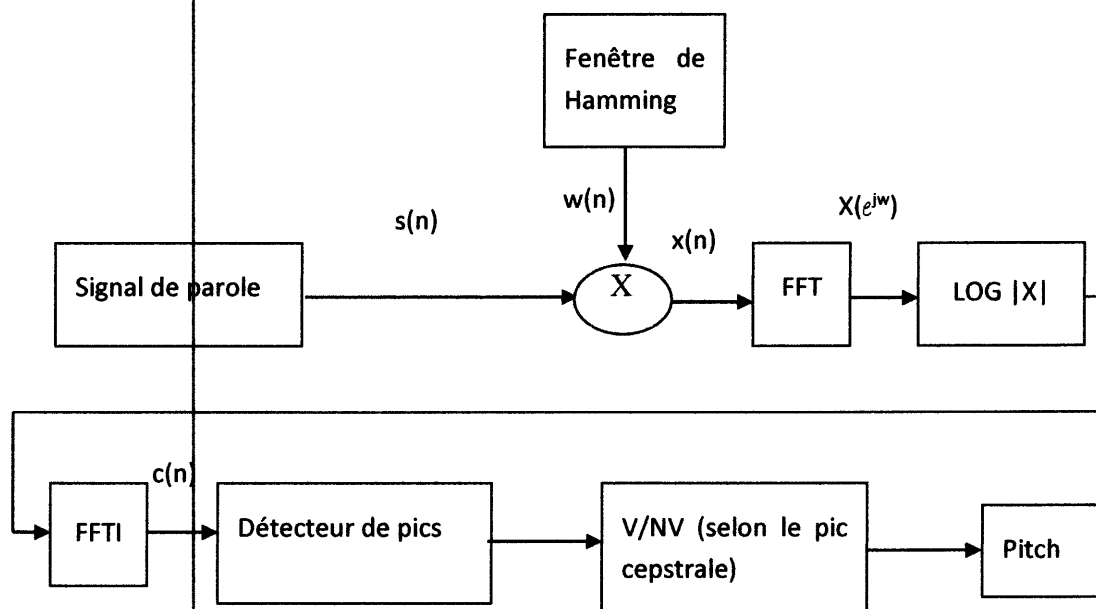 Fenêtre de
Hamming
w(n)
X(e^jw)
s(n)
x(n)
Signal de parole
X
FFT
LOG |X|
c(n)
FFTI
Détecteur de pics
V/NV (selon le pic
cepstrale)
Pitch